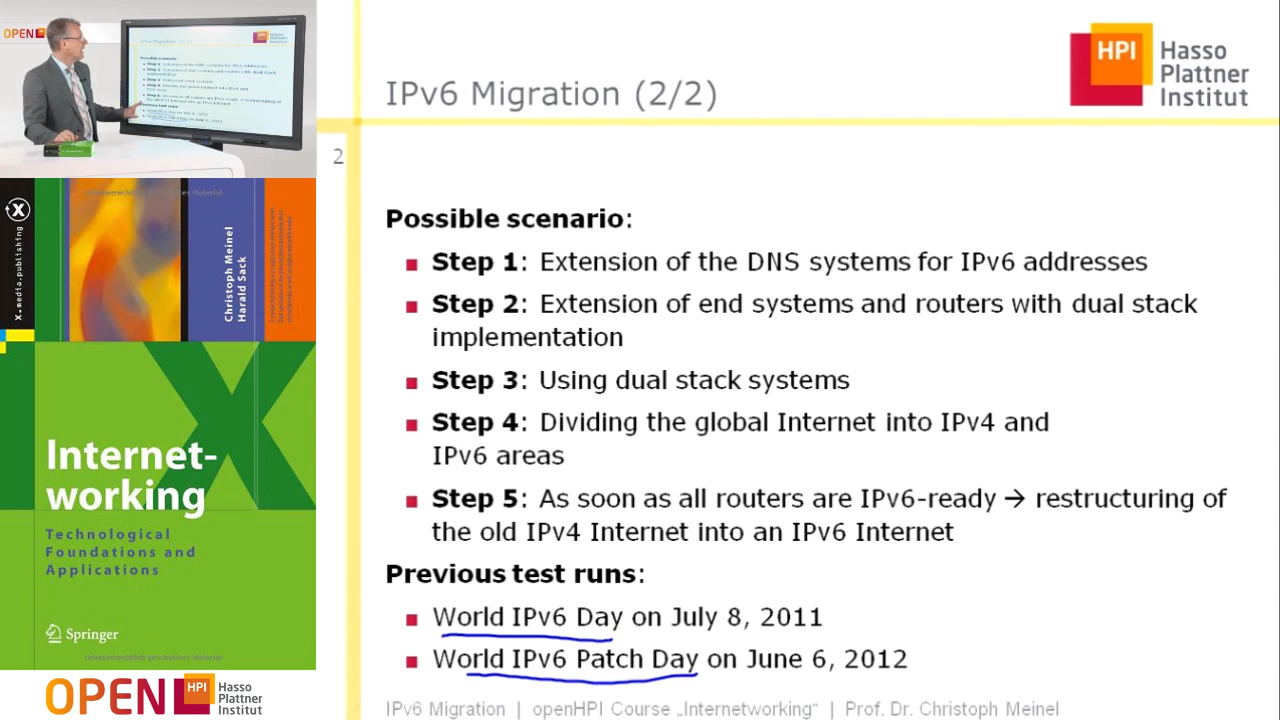 OPEN
IPv6 Migration (2/2)
HPI Hasso
Plattner
Institut
2
Possible scenario:
Step 1: Extension of the DNS systems for IPv6 addresses
Step 2: Extension of end systems and routers with dual stack
implementation
Step 3: Using dual stack systems
Step 4: Dividing the global Internet into IPv4 and
IPv6 areas
Step 5: As soon as all routers are IPv6-ready → restructuring of
the old IPv4 Internet into an IPv6 Internet
Previous test runs:
World IPv6 Day on July 8, 2011
World IPv6 Patch Day on June 6, 2012
IPv6 Migration | openHPI Course „Internetworking“ | Prof. Dr. Christoph Meinel
X.media.publishing
Urheberrechtlich geschütztes Material
Christoph Meinel
Harald Sack
Internet-
working
Technological
Foundations and
Applications
Springer
Urheberrechtlich geschütztes Material
OPEN HPI Hasso
Plattner
Institut